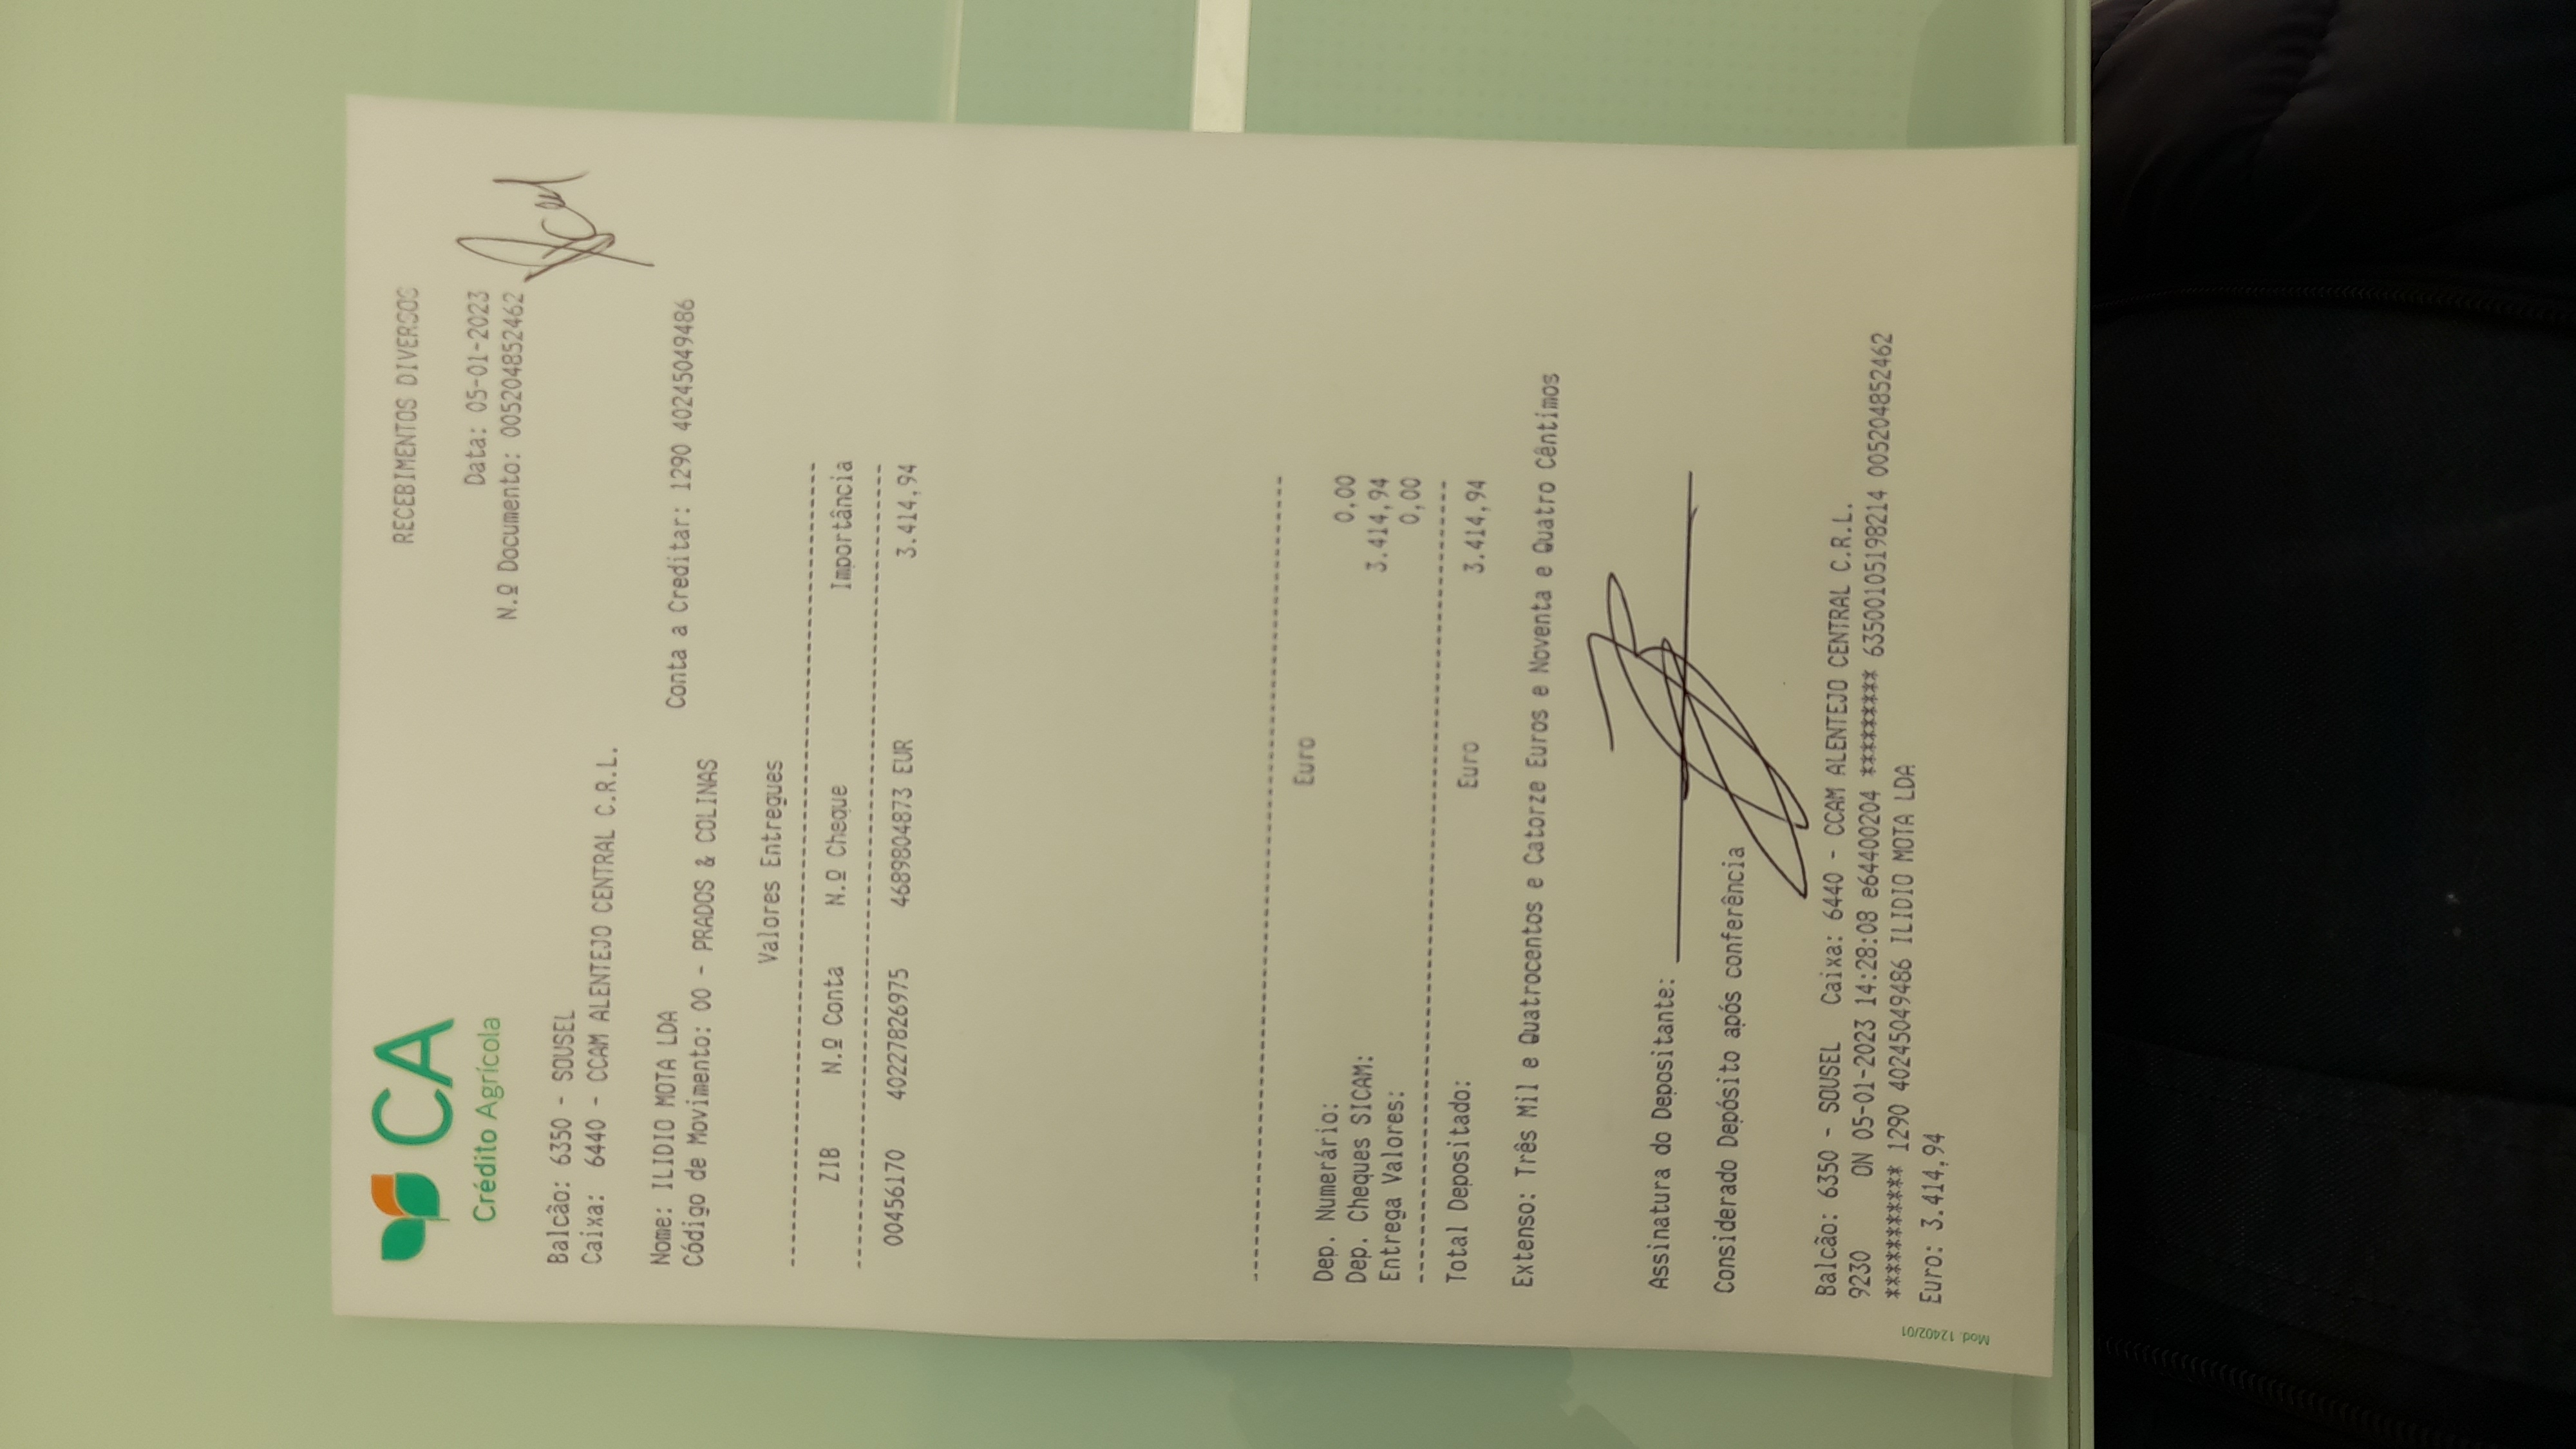 CA
Crédito Agrícola
RECEBIMENTOS DIVERSOS
Data: 05-01-2023
N.º Documento: 00520485246​2
Balcão: 6350 - SOUSEL
Caixa: 6440 - CCAM ALENTEJO CENTRAL C.R.L.
Nome: ILIDIO MOTA LDA Conta a Creditar: 1290 40245049486
Código de Movimento: 00 - PRADOS & COLINAS
Valores Entregues
ZIB N.º Conta N.º Cheque Importância
00456170 40227826975 4689804873 EUR 3.414,94
Euro
Dep. Numerário: 0,00
Dep. Cheques SICAM: 3.414,94
Entrega Valores: 0,00
Total Depositado: Euro 3.414,94
Extenso: Três Mil e Quatrocentos e Catorze Euros e Noventa e Quatro Cêntimos
Assinatura do Depositante:
Considerado Depósito após conferência
Balcão: 6350 - SOUSEL Caixa: 6440 - CCAM ALENTEJO CENTRAL C.R.L.
9230 ON 05-01-2023 14:28:08 e64400204 ******** 63500105198214 005204852462
********** 1290 40245049486 ILIDIO MOTA LDA
Euro: 3.414,94
Mod. 12402/01